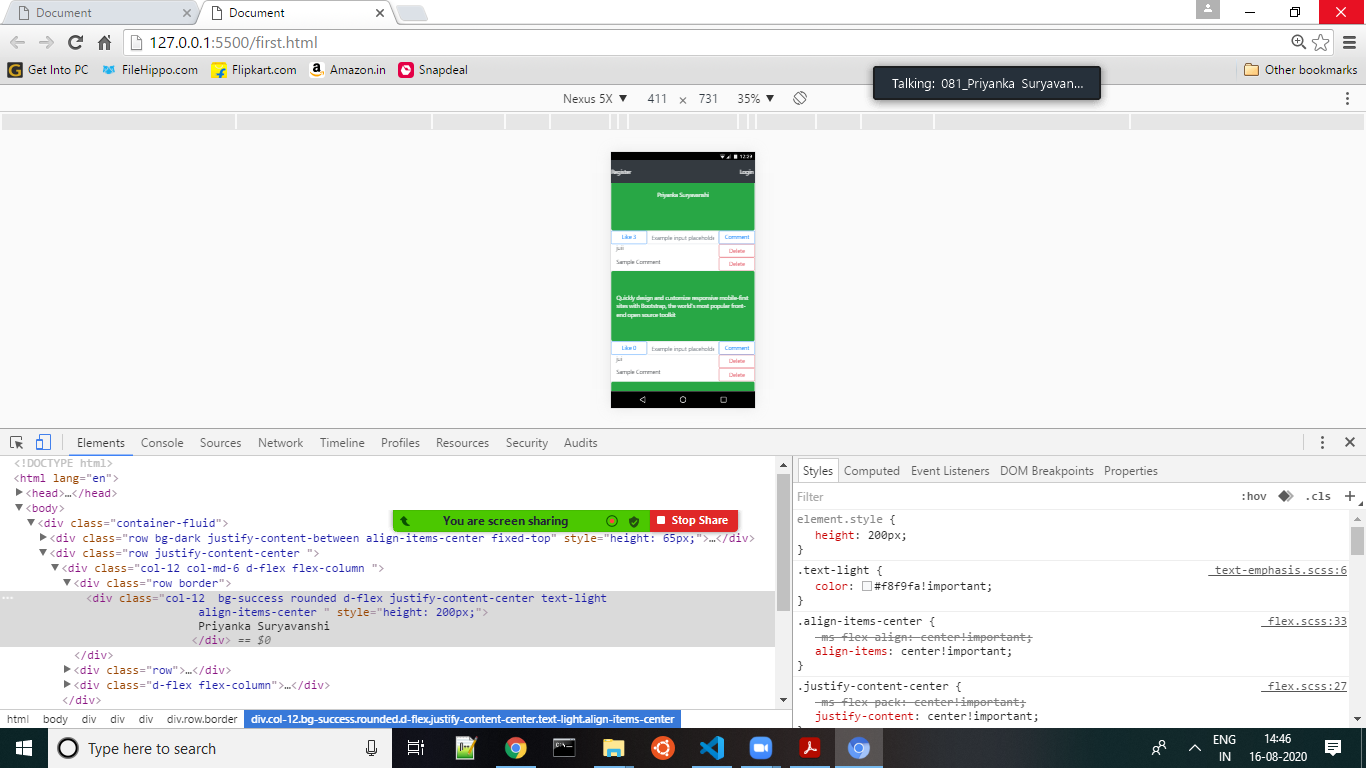 Document
Document
127.0.0.1:5500/first.html
Get Into PC
FileHippo.com
Flipkart.com
Amazon.in
Snapdeal
Other bookmarks
Talking: 081_Priyanka Suryavan...
Nexus 5X ▼ 411 × 731 35% ▼
12:29
Register Login
Priyanka Suryavanshi
Like 3 Example input placeholde Comment
Delete
Sample Comment Delete
Quickly design and customize responsive mobile-first
sites with Bootstrap, the world's most popular front-
end open source toolkit
Like 0 Example input placeholde Comment
Delete
Sample Comment Delete
Elements Console Sources Network Timeline Profiles Resources Security Audits
<!DOCTYPE html>
<html lang="en">
<head>…</head>
<body>
<div class="container-fluid">
You are screen sharing Stop Share
<div class="row bg-dark justify-content-between align-items-center fixed-top" style="height: 65px;">…</div>
<div class="row justify-content-center ">
<div class="col-12 col-md-6 d-flex flex-column ">
<div class="row border">
<div class="col-12  bg-success rounded d-flex justify-content-center text-light
align-items-center " style="height: 200px;">
Priyanka Suryavanshi
</div> == $0
</div>
<div class="row">…</div>
<div class="d-flex flex-column">…</div>
</div>
html body div div div div.row.border div.col-12.bg-success.rounded.d-flex.justify-content-center.text-light.align-items-center
Styles Computed Event Listeners DOM Breakpoints Properties
Filter :hov .cls +
element.style {
height: 200px;
}
.text-light { _text-emphasis.scss:6
color: #f8f9fa!important;
}
.align-items-center { _flex.scss:33
-ms-flex-align: center!important;
align-items: center!important;
}
.justify-content-center { _flex.scss:27
-ms-flex-pack: center!important;
justify-content: center!important;
Type here to search
ENG
IN
14:46
16-08-2020